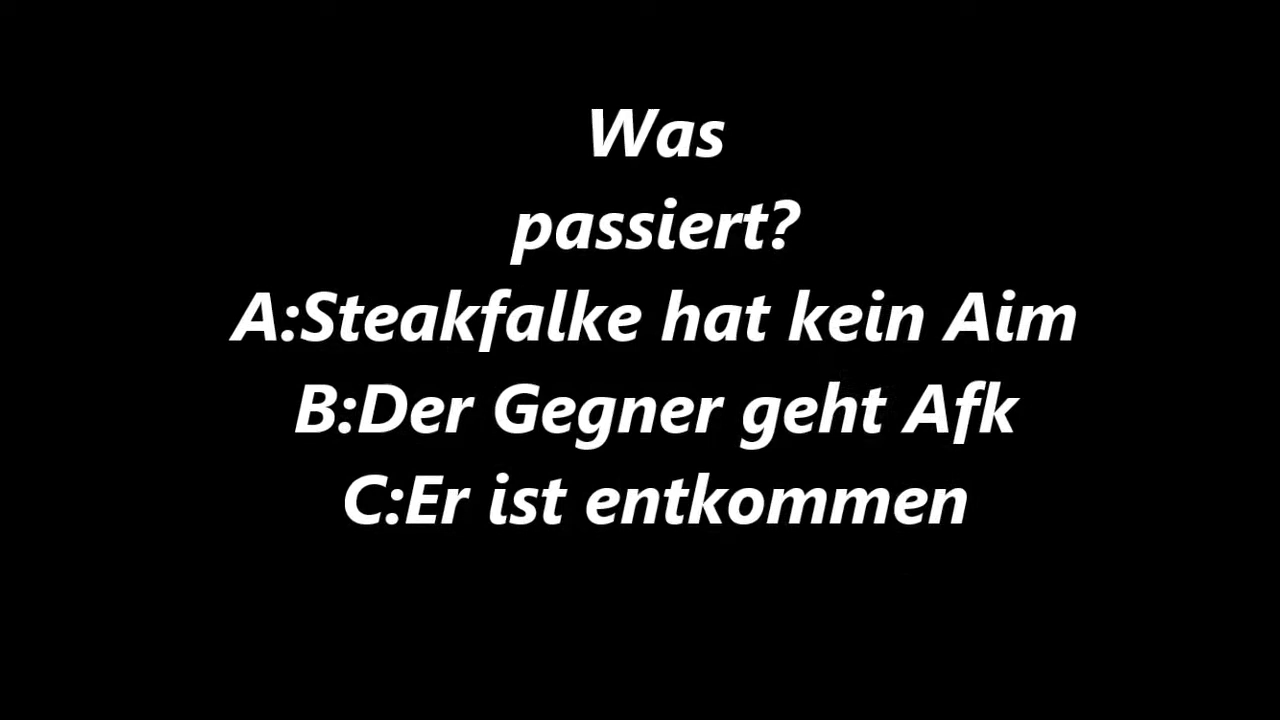 Was
passiert?
A:Steakfalke hat kein Aim
B:Der Gegner geht Afk
C:Er ist entkommen